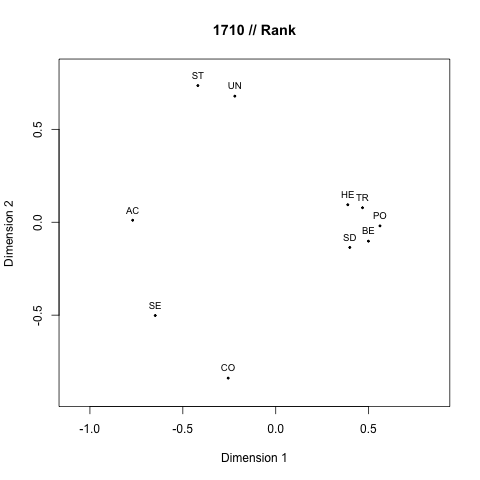 1710 // Rank
ST
UN
HE TR
AC
PO
BE
SD
SE
CO
0.5
0.0
-0.5
Dimension 2
-1.0 -0.5 0.0 0.5
Dimension 1